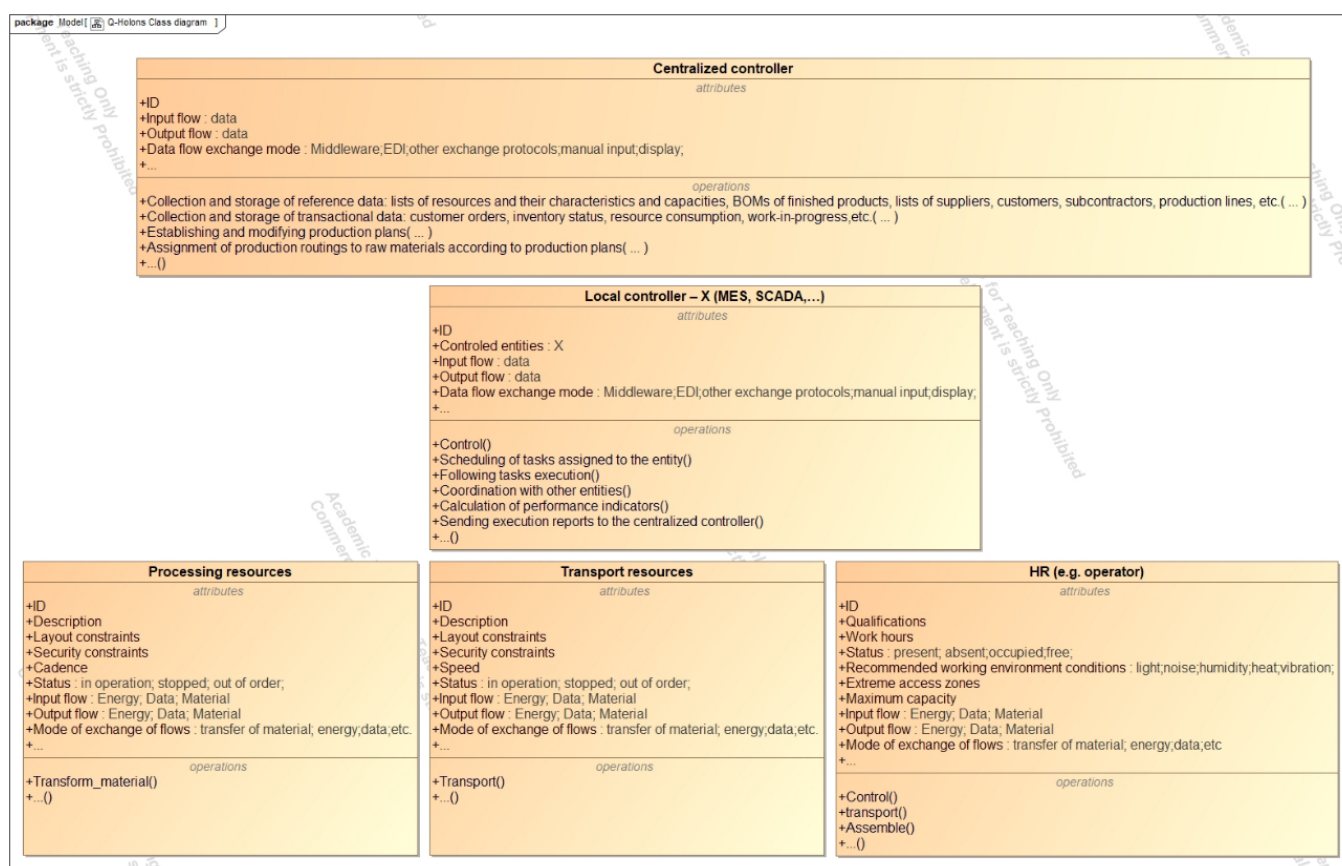 package Model[ Q-Holons Class diagram ]
Centralized controller
attributes
+ID
+Input flow : data
+Output flow : data
+Data flow exchange mode : Middleware;EDI;other exchange protocols;manual input;display;
+...
operations
+Collection and storage of reference data: lists of resources and their characteristics and capacities, BOMs of finished products, lists of suppliers, customers, subcontractors, production lines, etc.( ... )
+Collection and storage of transactional data: customer orders, inventory status, resource consumption, work-in-progress,etc.( ... )
+Establishing and modifying production plans( ... )
+Assignment of production routings to raw materials according to production plans( ... )
+...()
Local controller – X (MES, SCADA,…)
attributes
+ID
+Controled entities : X
+Input flow : data
+Output flow : data
+Data flow exchange mode : Middleware;EDI;other exchange protocols;manual input;display;
+...
operations
+Control()
+Scheduling of tasks assigned to the entity()
+Following tasks execution()
+Coordination with other entities()
+Calculation of performance indicators()
+Sending execution reports to the centralized controller()
+...()
Processing resources
attributes
+ID
+Description
+Layout constraints
+Security constraints
+Cadence
+Status : in operation; stopped; out of order;
+Input flow : Energy; Data; Material
+Output flow : Energy; Data; Material
+Mode of exchange of flows : transfer of material; energy;data;etc.
+...
operations
+Transform_material()
+...()
Transport resources
attributes
+ID
+Description
+Layout constraints
+Security constraints
+Speed
+Status : in operation; stopped; out of order;
+Input flow : Energy; Data; Material
+Output flow : Energy; Data; Material
+Mode of exchange of flows : transfer of material; energy;data;etc.
+...
operations
+Transport()
+...()
HR (e.g. operator)
attributes
+ID
+Qualifications
+Work hours
+Status : present; absent;occupied;free;
+Recommended working environment conditions : light;noise;humidity;heat;vibration;
+Extreme access zones
+Maximum capacity
+Input flow : Energy; Data; Material
+Output flow : Energy; Data; Material
+Mode of exchange of flows : transfer of material; energy;data;etc
+...
operations
+Control()
+transport()
+Assemble()
+...()
for Teaching Only
is strictly Prohibited
Academic